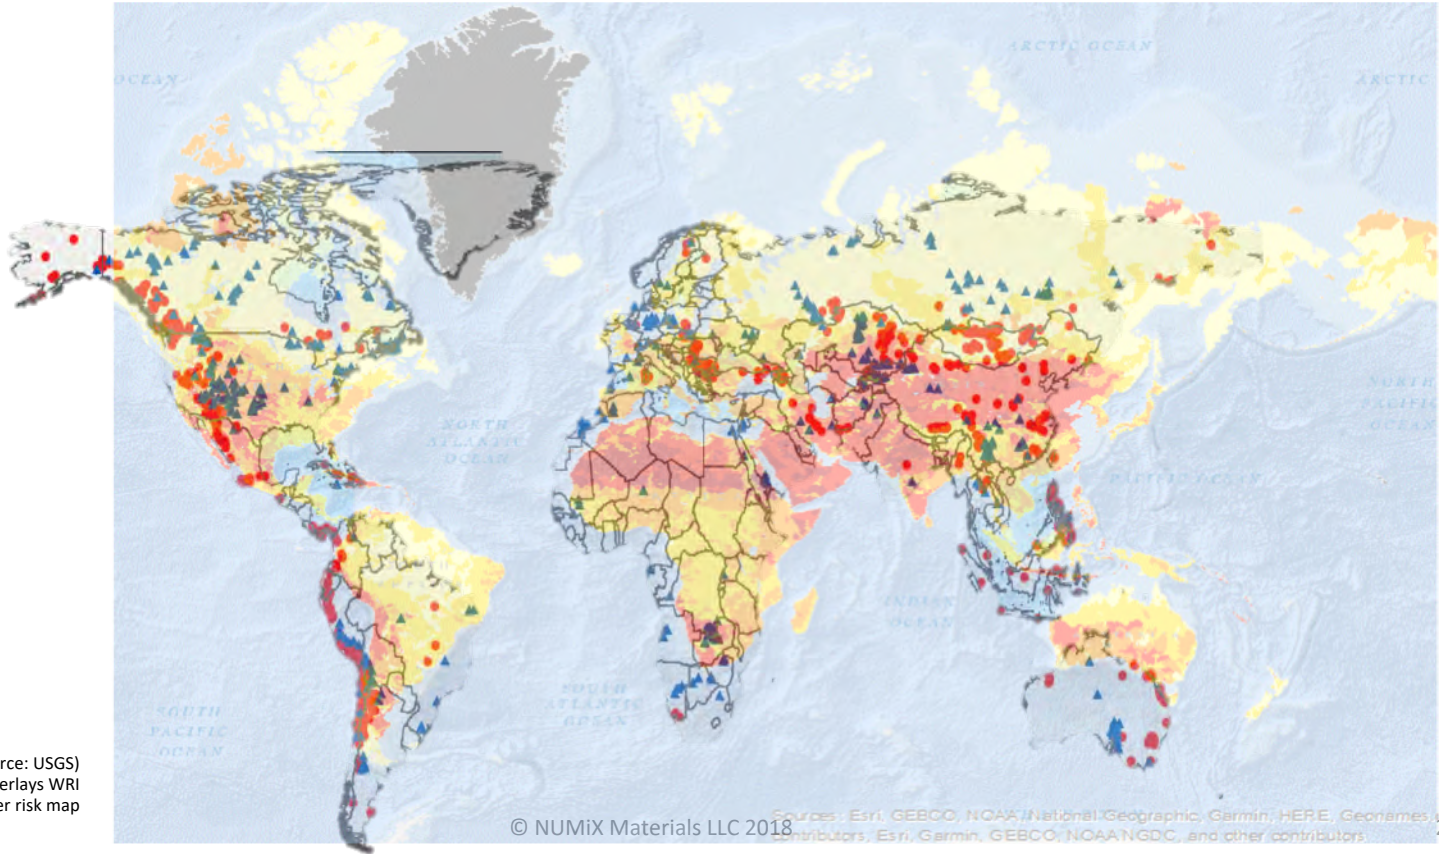 ARCTIC OCEAN
OCEAN
ARCTIC
NORTH
ATLANTIC
OCEAN
NORTH
PACIFIC
OCEAN
PACIFIC OCEAN
INDIAN
OCEAN
SOUTH
ATLANTIC
OCEAN
SOUTH
PACIFIC
OCEAN
rce: USGS)
erlays WRI
er risk map
© NUMiX Materials LLC 2018
Sources: Esri, GEBCO, NOAA, National Geographic, Garmin, HERE, Geonames
contributors, Esri, Garmin, GEBCO, NOAA NGDC, and other contributors